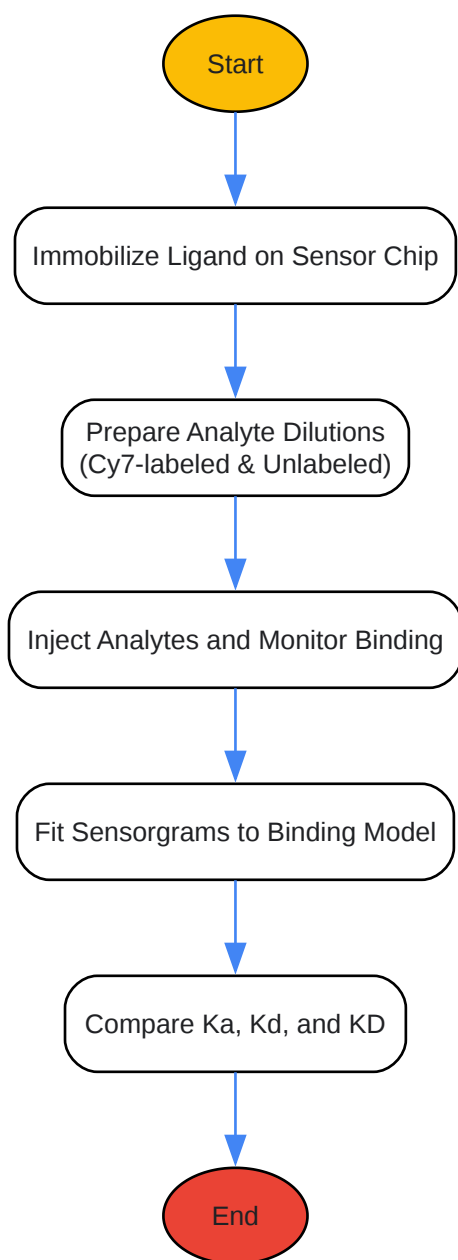 Start
Immobilize Ligand on Sensor Chip
Prepare Analyte Dilutions
(Cy7-labeled & Unlabeled)
Inject Analytes and Monitor Binding
Fit Sensorgrams to Binding Model
Compare Ka, Kd, and KD
End